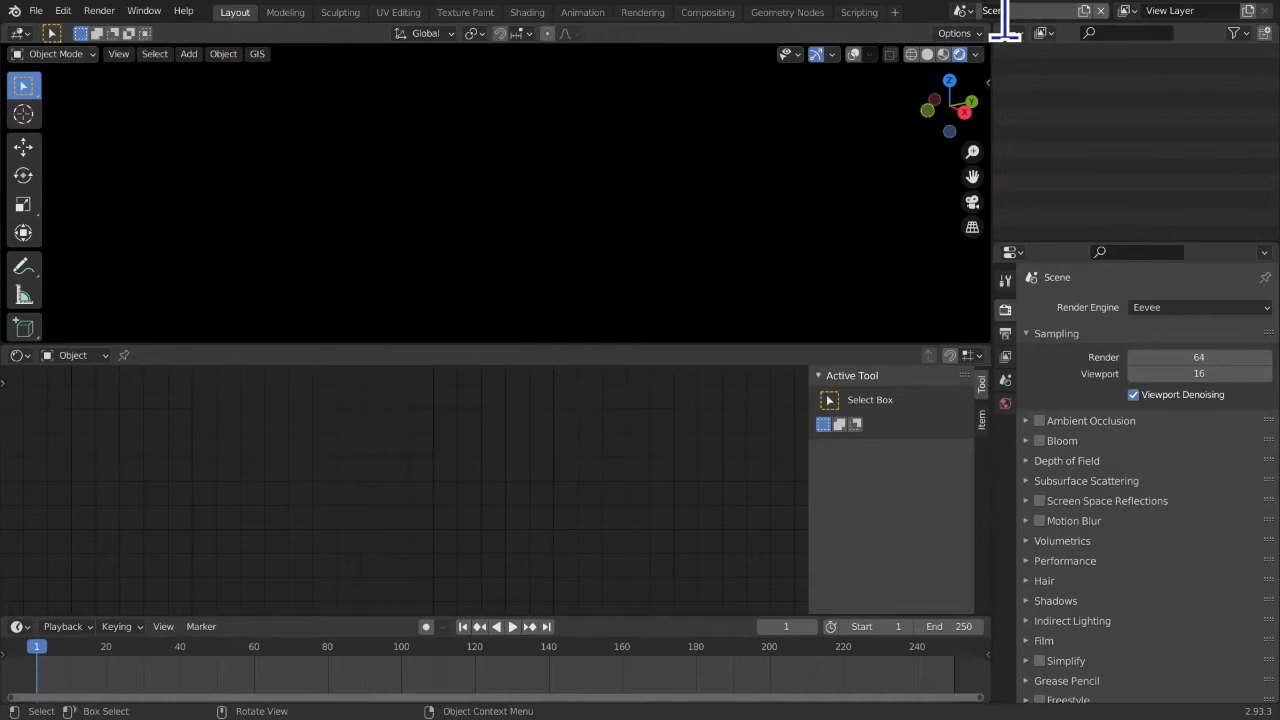 File Edit Render Window Help Layout Modeling Sculpting UV Editing Texture Paint Shading Animation Rendering Compositing Geometry Nodes Scripting + View Layer
Global Options
Object Mode View Select Add Object GIS
Z
Y
X
Scene
Render Engine Eevee
Sampling
Render 64
Viewport 16
Viewport Denoising
Ambient Occlusion
Bloom
Depth of Field
Subsurface Scattering
Screen Space Reflections
Motion Blur
Volumetrics
Performance
Hair
Shadows
Indirect Lighting
Film
Simplify
Grease Pencil
Freestyle
Object
Active Tool
Select Box
Tool
Item
Playback Keying View Marker 1 Start 1 End 250
1 20 40 60 80 100 120 140 160 180 200 220 240
Select Box Select Rotate View Object Context Menu 2.93.3